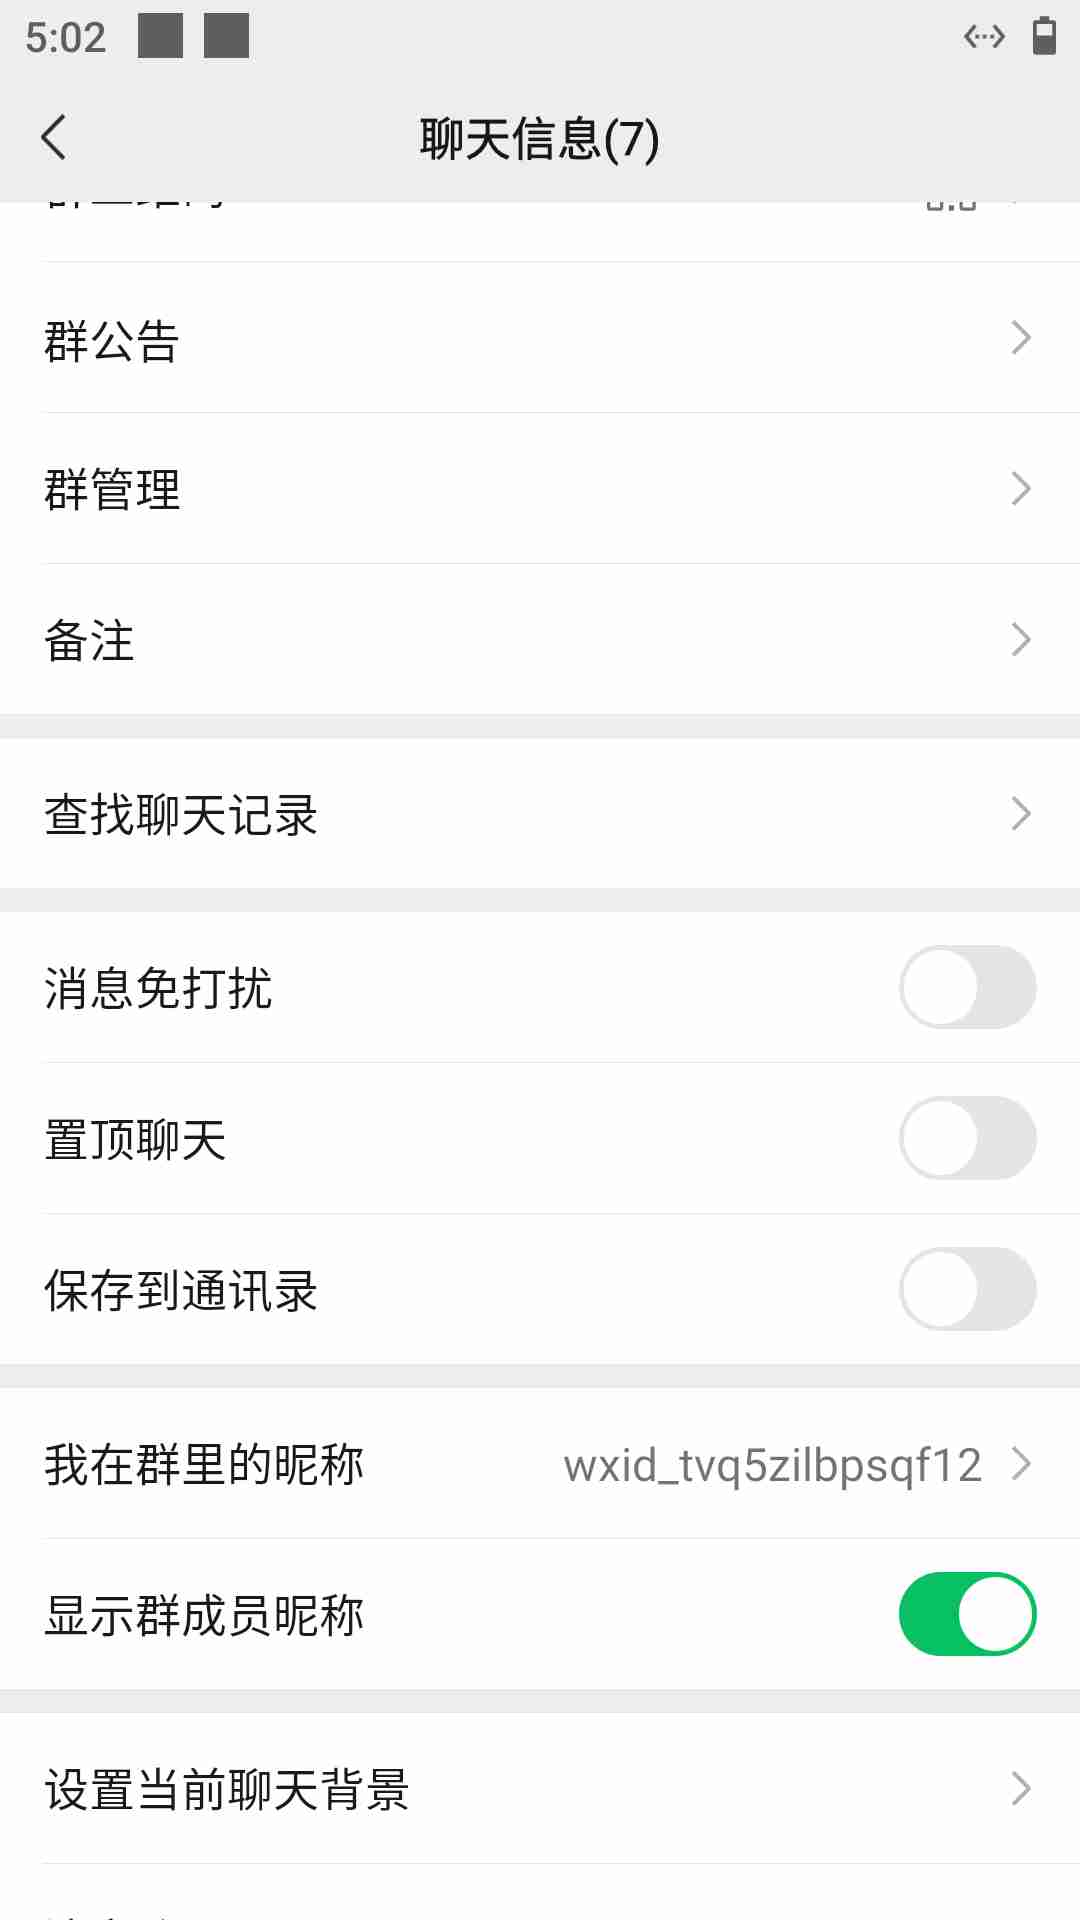 5:02
聊天信息(7)
群公告
群管理
备注
查找聊天记录
消息免打扰
置顶聊天
保存到通讯录
我在群里的昵称 wxid_tvq5zilbpsqf12
显示群成员昵称
设置当前聊天背景